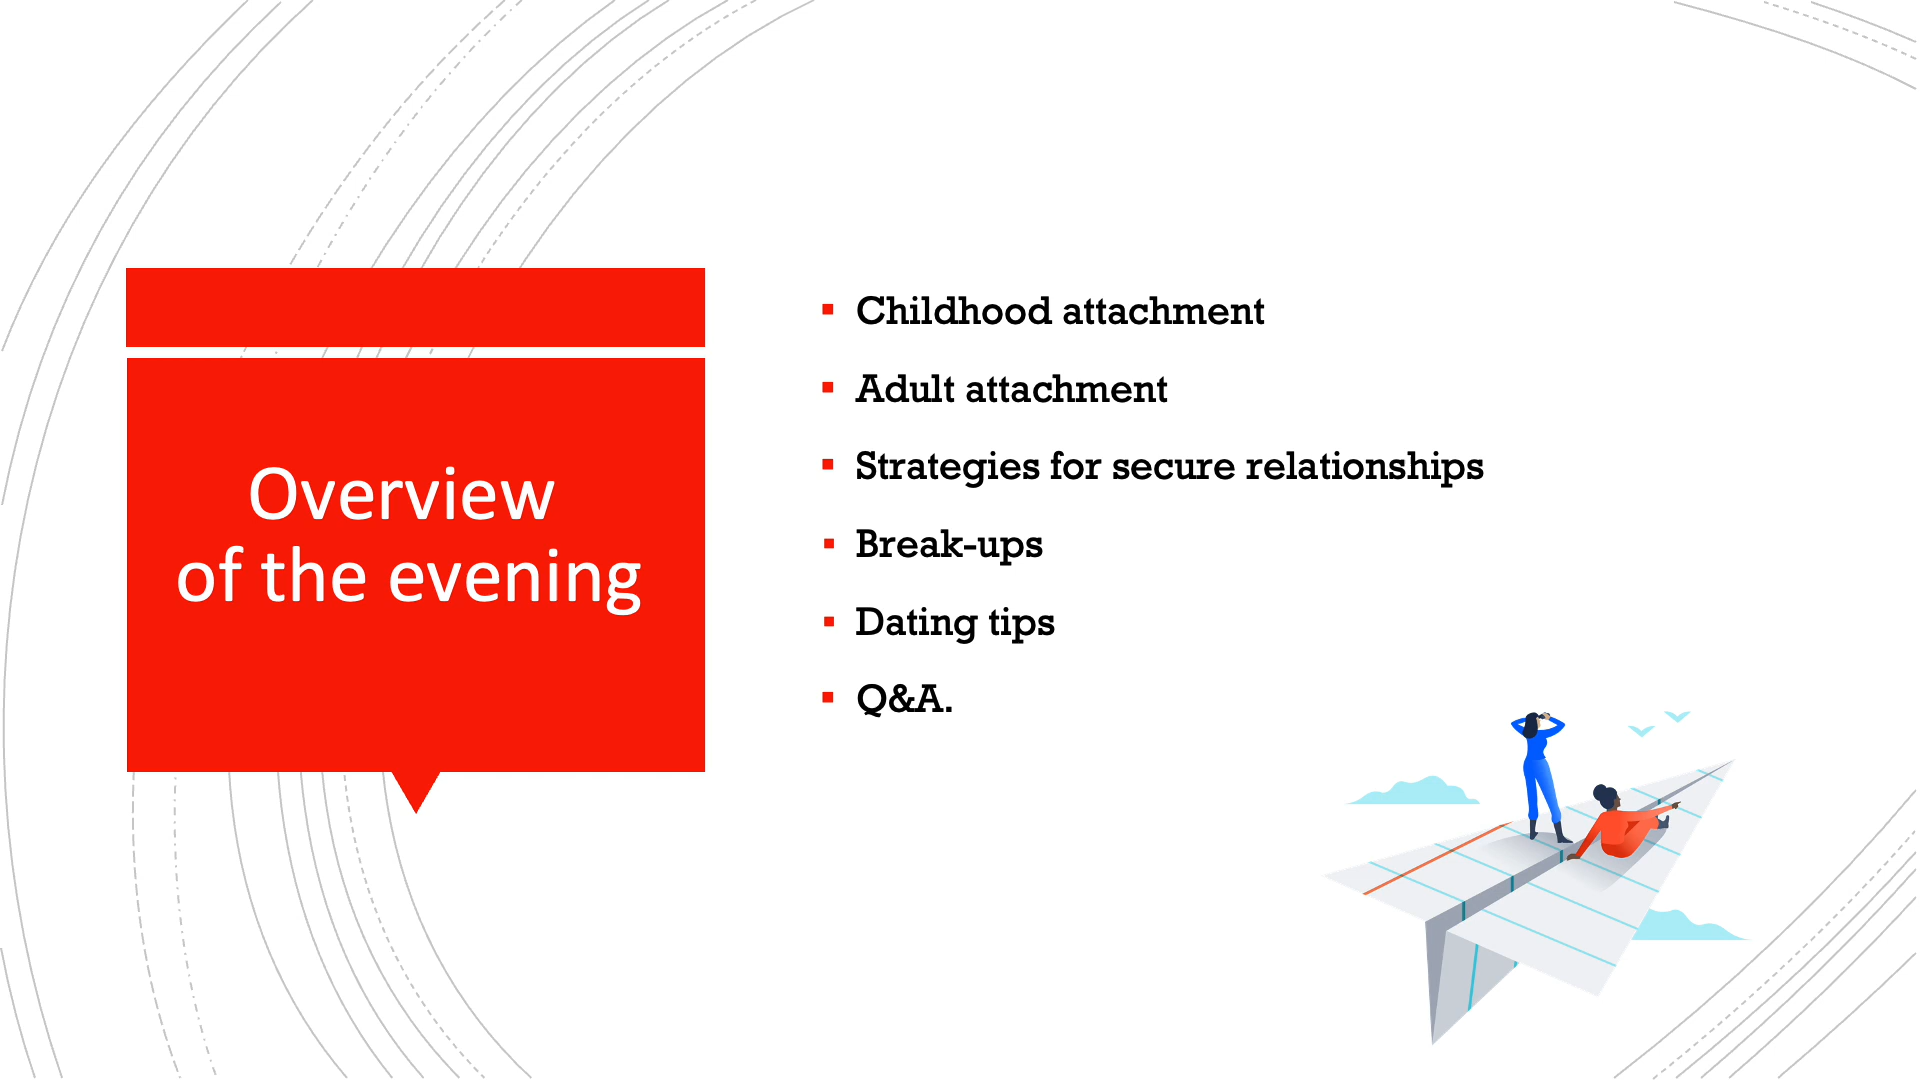 Overview
of the evening
Childhood attachment
Adult attachment
Strategies for secure relationships
Break-ups
Dating tips
Q&A.